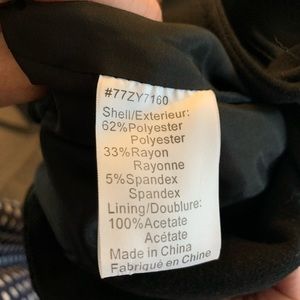 #77ZY7160
Shell/Exterieur:
62%Polyester
Polyester
33%Rayon
Rayonne
5%Spandex
Spandex
Lining/Doublure:
100%Acetate
Acétate
Made in China
Fabriqué en Chine